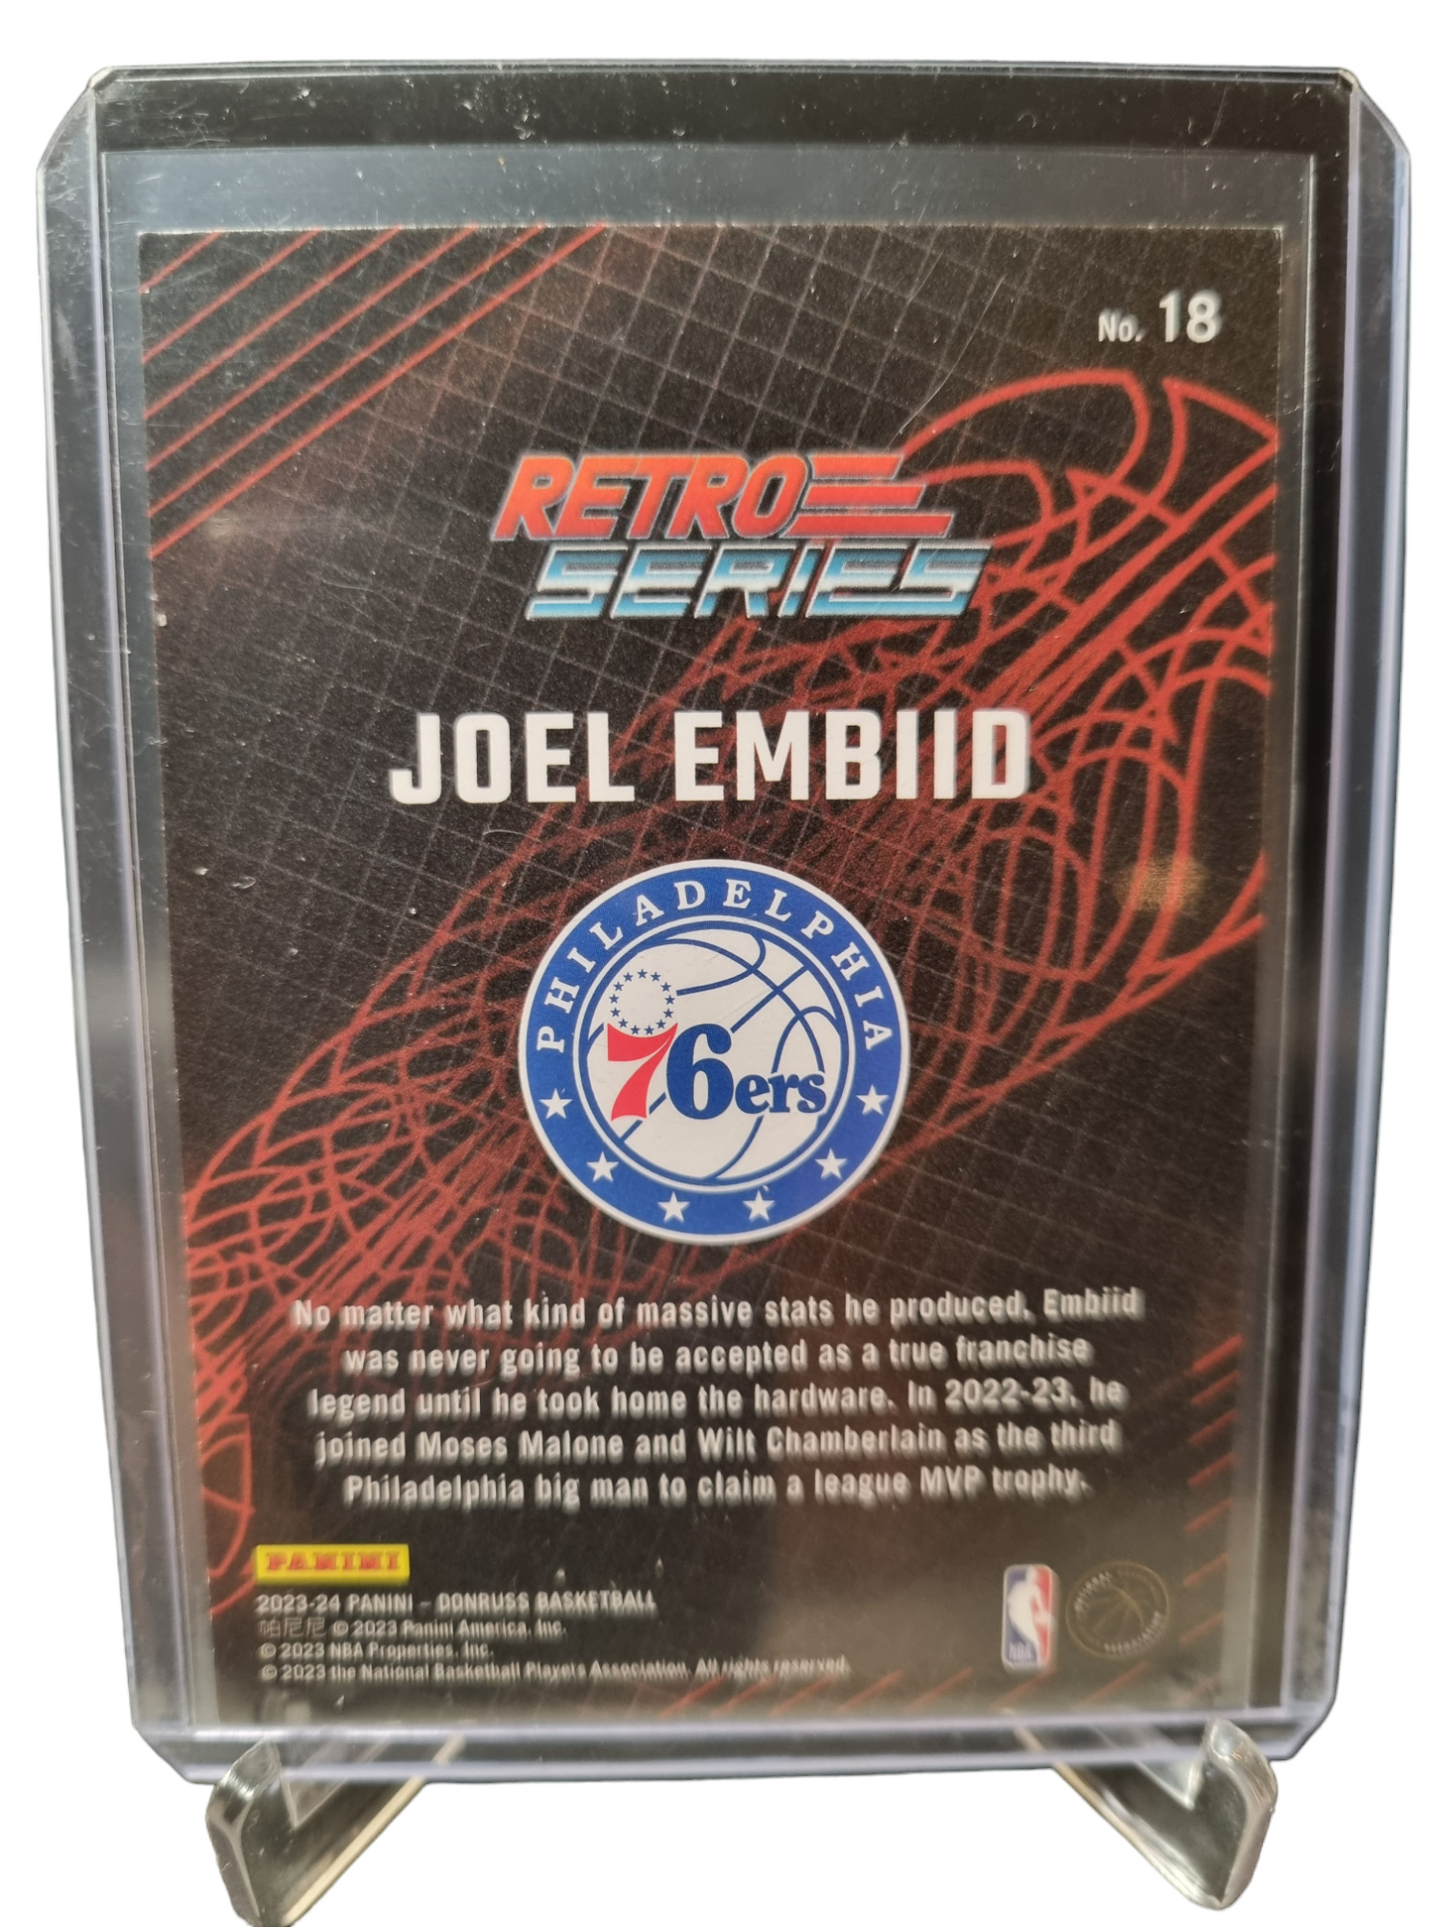 No. 18
RETRO
SERIES
JOEL EMBIID
PHILADELPHIA
76ers
No matter what kind of massive stats he produced, Embiid
was never going to be accepted as a true franchise
legend until he took home the hardware. In 2022-23, he
joined Moses Malone and Wilt Chamberlain as the third
Philadelphia big man to claim a league MVP trophy.
PANINI
2023-24 PANINI – DONRUSS BASKETBALL
帕尼尼 © 2023 Panini America, Inc.
© 2023 NBA Properties, Inc.
© 2023 the National Basketball Players Association. All rights reserved.
NBA